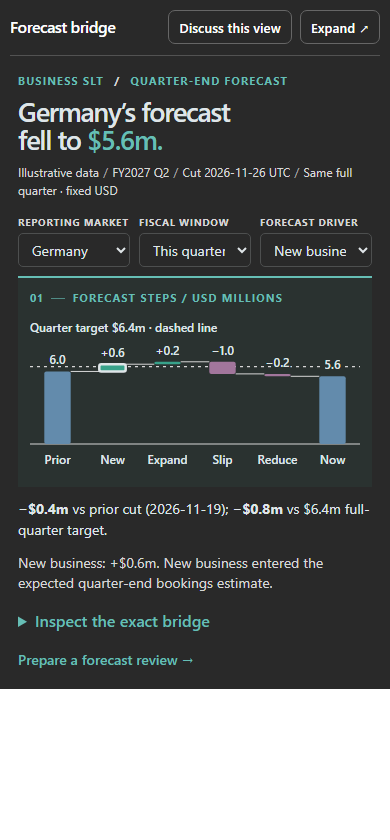 Forecast bridge
Discuss this view
Expand ↗
BUSINESS SLT / QUARTER-END FORECAST
Germany’s forecast
fell to $5.6m.
Illustrative data / FY2027 Q2 / Cut 2026-11-26 UTC / Same full
quarter · fixed USD
REPORTING MARKET
FISCAL WINDOW
FORECAST DRIVER
Germany
This quarter
New busine
01 — FORECAST STEPS / USD MILLIONS
Quarter target $6.4m · dashed line
6.0
+0.6
+0.2
−1.0
−0.2
5.6
Prior
New
Expand
Slip
Reduce
Now
−$0.4m vs prior cut (2026-11-19); −$0.8m vs $6.4m full-
quarter target.
New business: +$0.6m. New business entered the
expected quarter-end bookings estimate.
▶ Inspect the exact bridge
Prepare a forecast review →